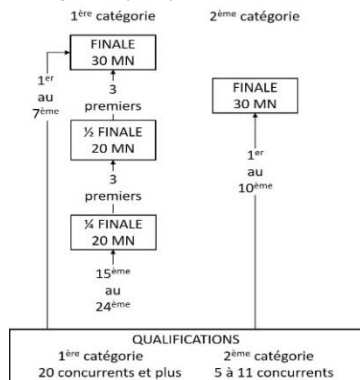 1ère catégorie 2ème catégorie
FINALE
30 MN
1er
au
7ème
3
premiers
½ FINALE
20 MN
3
premiers
¼ FINALE
20 MN
15ème
au
24ème
FINALE
30 MN
1er
au
10ème
QUALIFICATIONS
1ère catégorie 2ème catégorie
20 concurrents et plus 5 à 11 concurrents